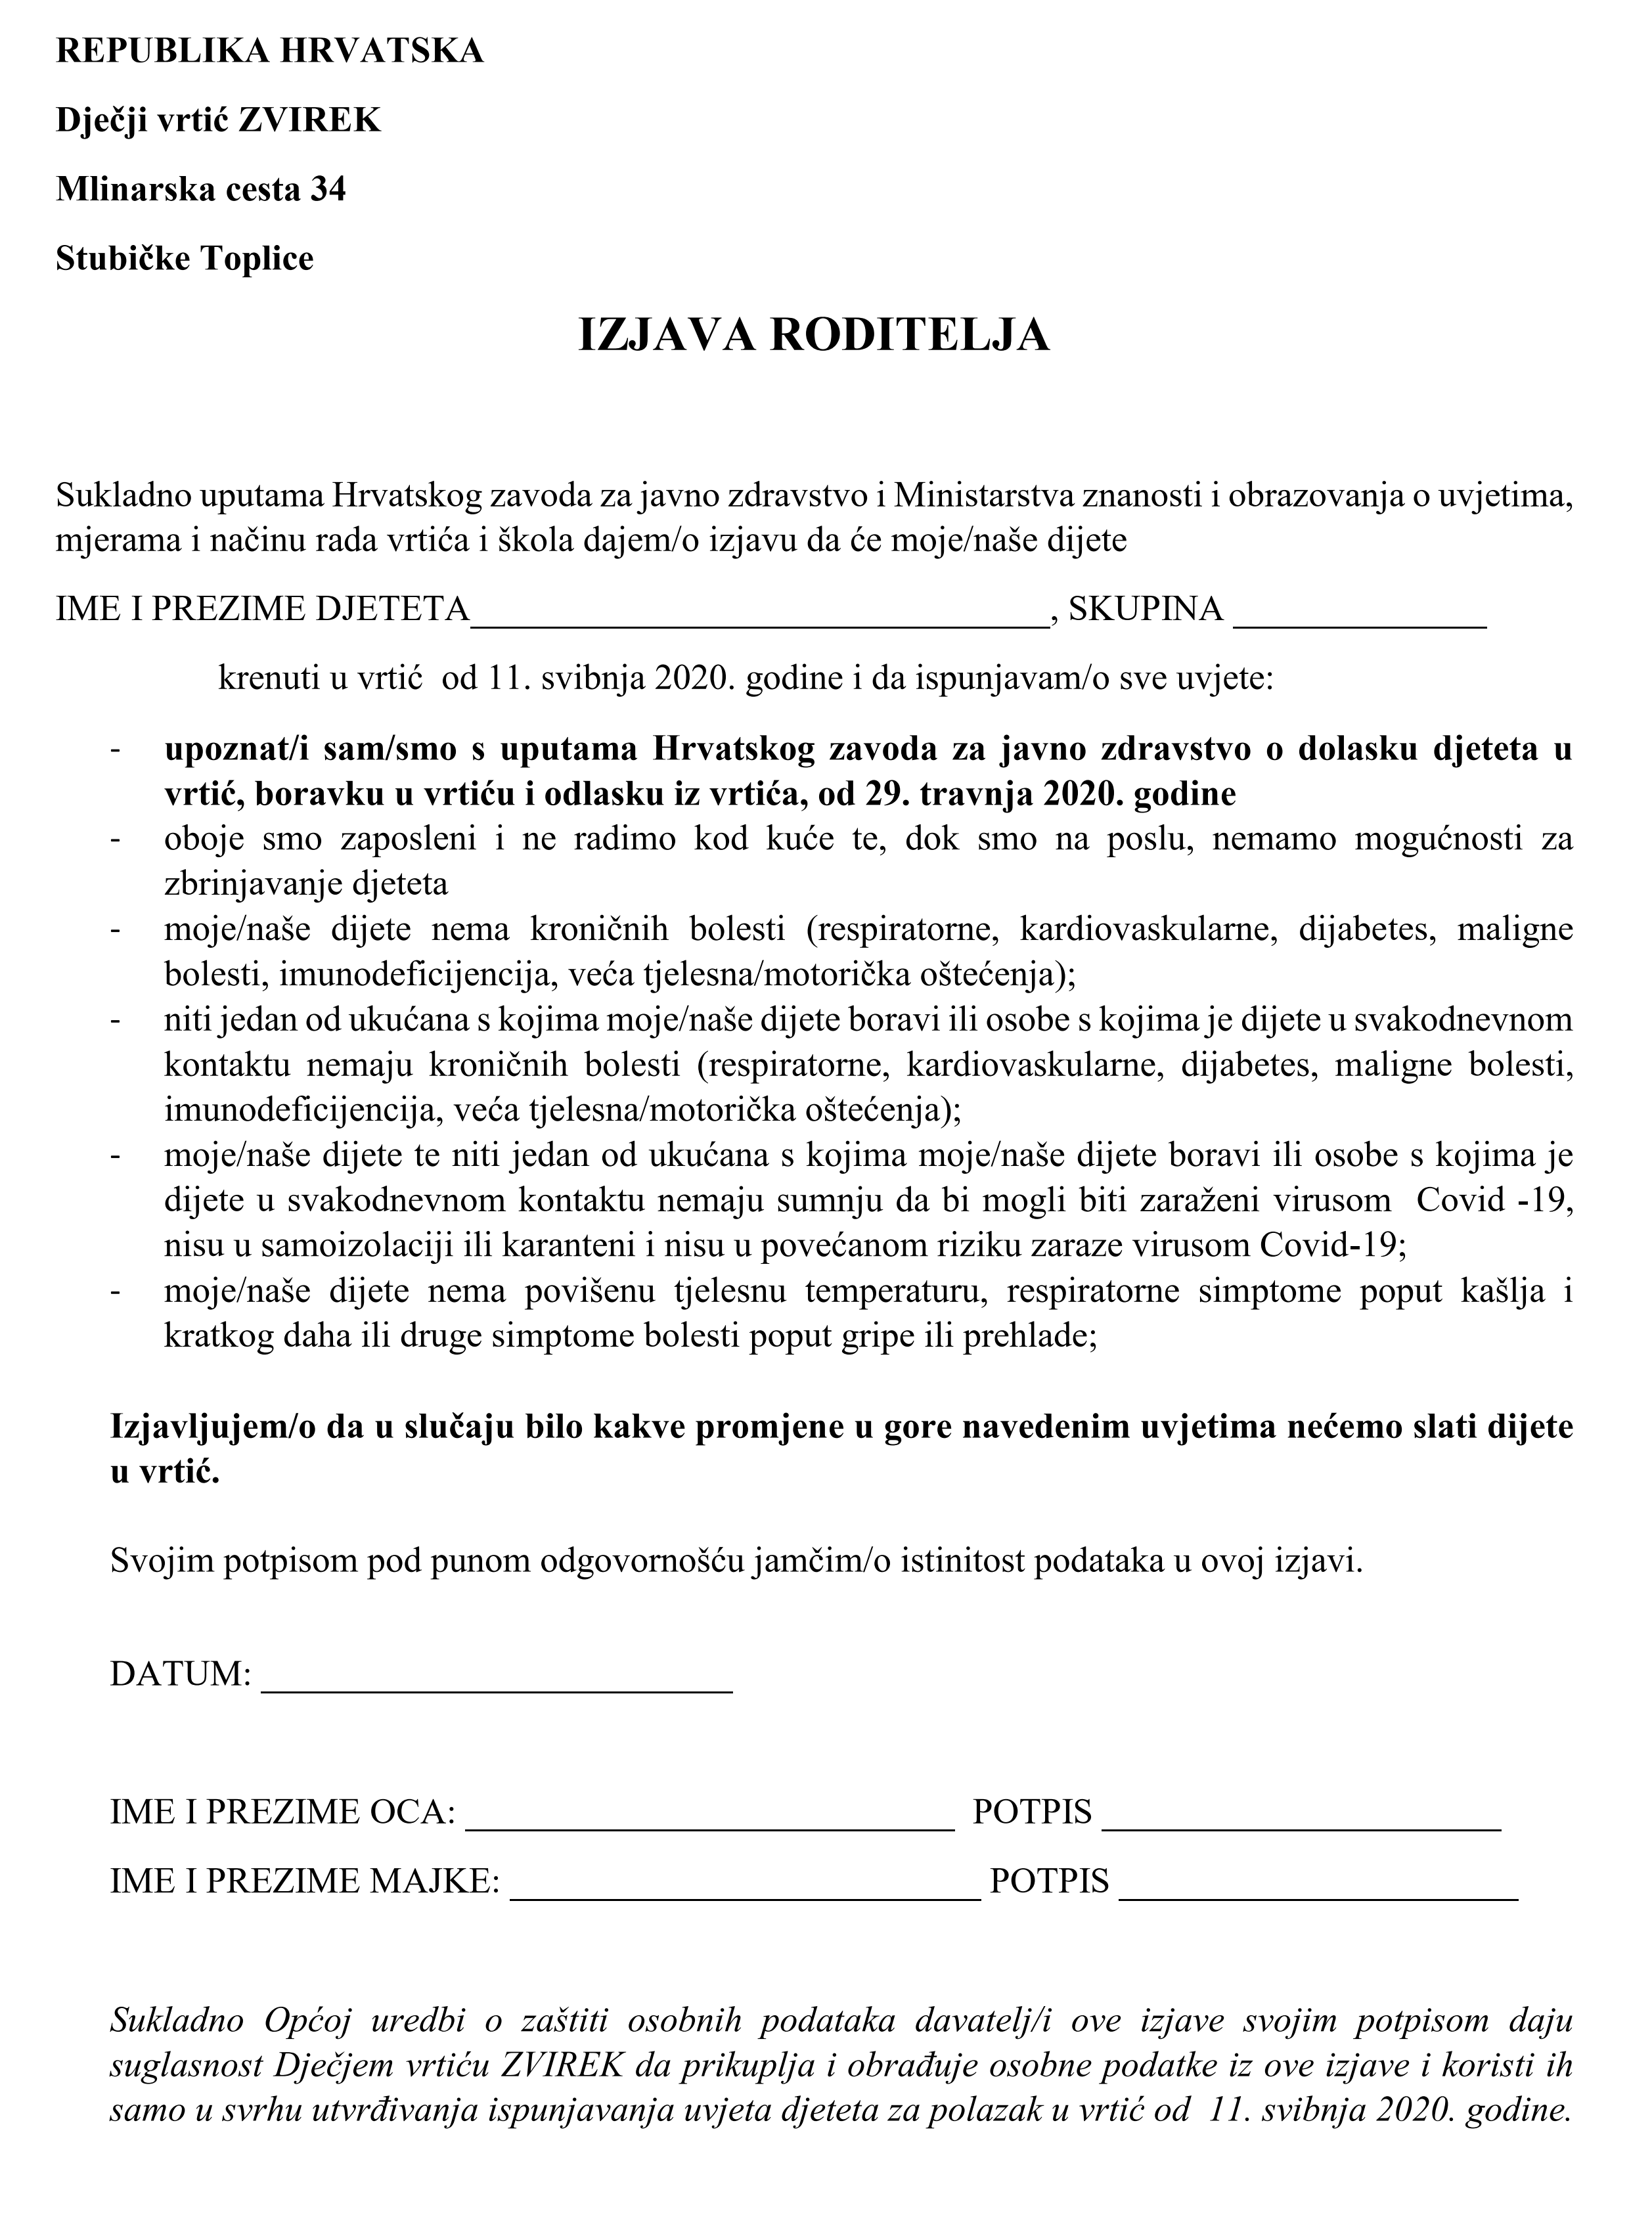 REPUBLIKA HRVATSKA
Dječji vrtić ZVIREK
Mlinarska cesta 34
Stubičke Toplice
IZJAVA RODITELJA
Sukladno uputama Hrvatskog zavoda za javno zdravstvo i Ministarstva znanosti i obrazovanja o uvjetima,
mjerama i načinu rada vrtića i škola dajem/o izjavu da će moje/naše dijete
IME I PREZIME DJETETA______________________________, SKUPINA _____________
krenuti u vrtić  od 11. svibnja 2020. godine i da ispunjavam/o sve uvjete:
- upoznat/i sam/smo s uputama Hrvatskog zavoda za javno zdravstvo o dolasku djeteta u
vrtić, boravku u vrtiću i odlasku iz vrtića, od 29. travnja 2020. godine
- oboje smo zaposleni i ne radimo kod kuće te, dok smo na poslu, nemamo mogućnosti za
zbrinjavanje djeteta
- moje/naše dijete nema kroničnih bolesti (respiratorne, kardiovaskularne, dijabetes, maligne
bolesti, imunodeficijencija, veća tjelesna/motorička oštećenja);
- niti jedan od ukućana s kojima moje/naše dijete boravi ili osobe s kojima je dijete u svakodnevnom
kontaktu nemaju kroničnih bolesti (respiratorne, kardiovaskularne, dijabetes, maligne bolesti,
imunodeficijencija, veća tjelesna/motorička oštećenja);
- moje/naše dijete te niti jedan od ukućana s kojima moje/naše dijete boravi ili osobe s kojima je
dijete u svakodnevnom kontaktu nemaju sumnju da bi mogli biti zaraženi virusom  Covid -19,
nisu u samoizolaciji ili karanteni i nisu u povećanom riziku zaraze virusom Covid-19;
- moje/naše dijete nema povišenu tjelesnu temperaturu, respiratorne simptome poput kašlja i
kratkog daha ili druge simptome bolesti poput gripe ili prehlade;
Izjavljujem/o da u slučaju bilo kakve promjene u gore navedenim uvjetima nećemo slati dijete
u vrtić.
Svojim potpisom pod punom odgovornošću jamčim/o istinitost podataka u ovoj izjavi.
DATUM: __________________________
IME I PREZIME OCA: ___________________________  POTPIS ______________________
IME I PREZIME MAJKE: __________________________ POTPIS ______________________
Sukladno Općoj uredbi o zaštiti osobnih podataka davatelj/i ove izjave svojim potpisom daju
suglasnost Dječjem vrtiću ZVIREK da prikuplja i obrađuje osobne podatke iz ove izjave i koristi ih
samo u svrhu utvrđivanja ispunjavanja uvjeta djeteta za polazak u vrtić od  11. svibnja 2020. godine.